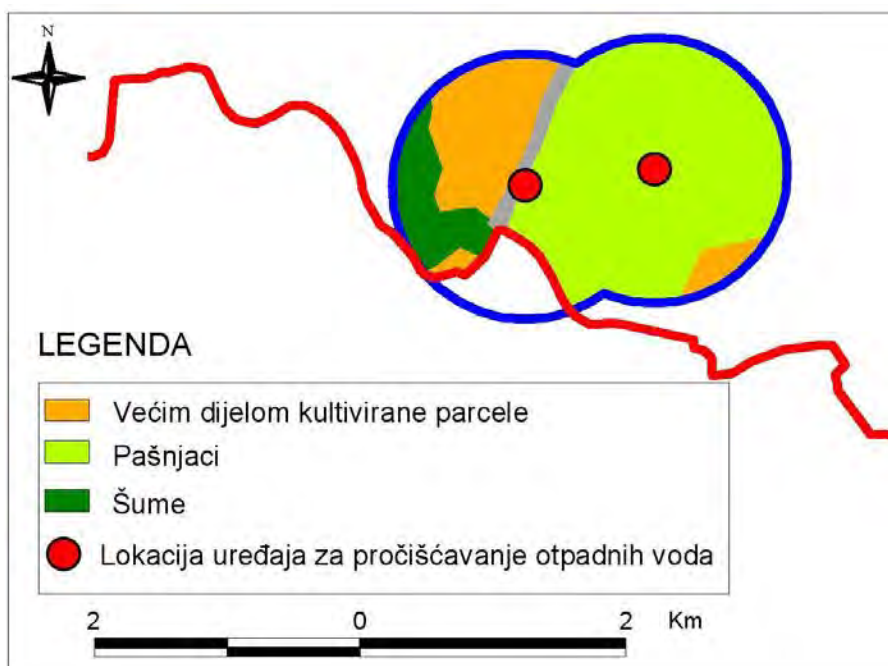 N
LEGENDA
Većim dijelom kultivirane parcele
Pašnjaci
Šume
Lokacija uređaja za pročišćavanje otpadnih voda
2 0 2 Km